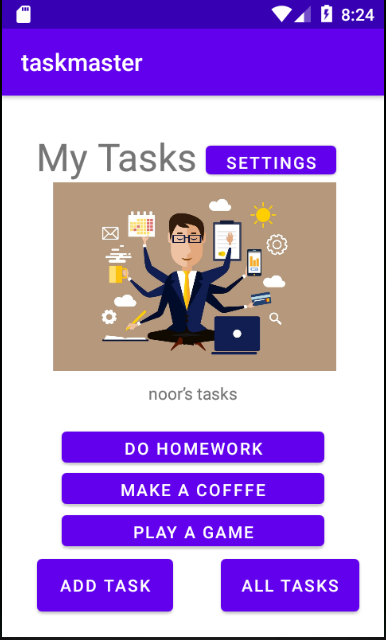 8:24
taskmaster
My Tasks SETTINGS
noor's tasks
DO HOMEWORK
MAKE A COFFFE
PLAY A GAME
ADD TASK ALL TASKS